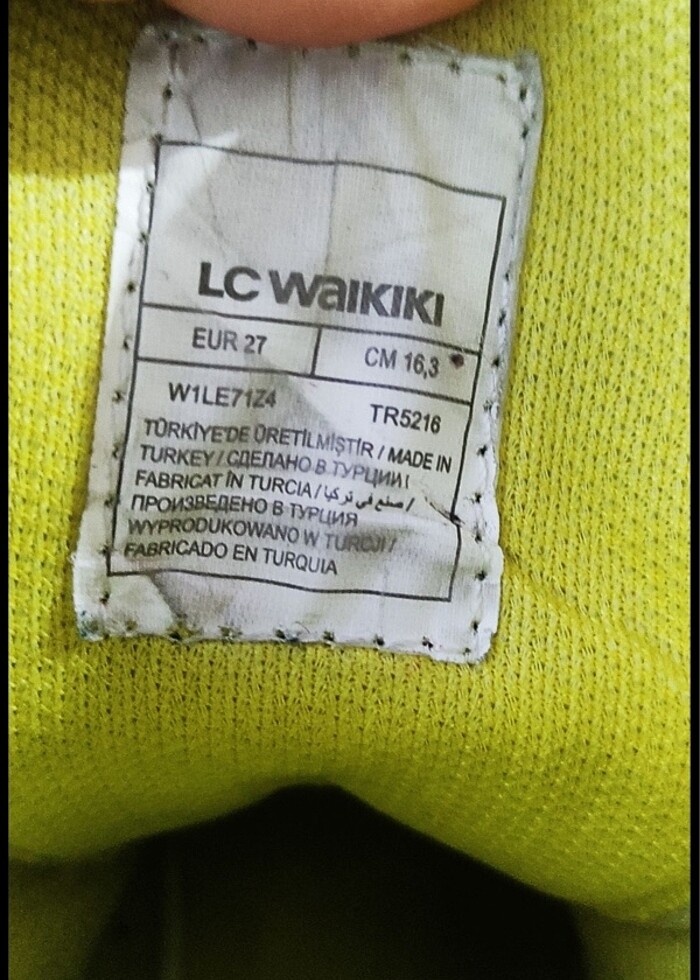 LC WAIKIKI
EUR 27
CM 16,3
W1LE71Z4
TR5216
TÜRKİYE'DE ÜRETİLMİŞTİR / MADE IN
TURKEY / СДЕЛАНО В ТУРЦИИ /
FABRICAT ÎN TURCIA / صنع في تركيا /
ПРОИЗВЕДЕНО В ТУРЦИЯ
WYPRODUKOWANO W TURCJI /
FABRICADO EN TURQUIA